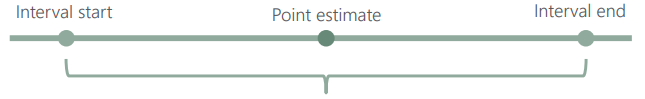 Interval start
Point estimate
Interval end